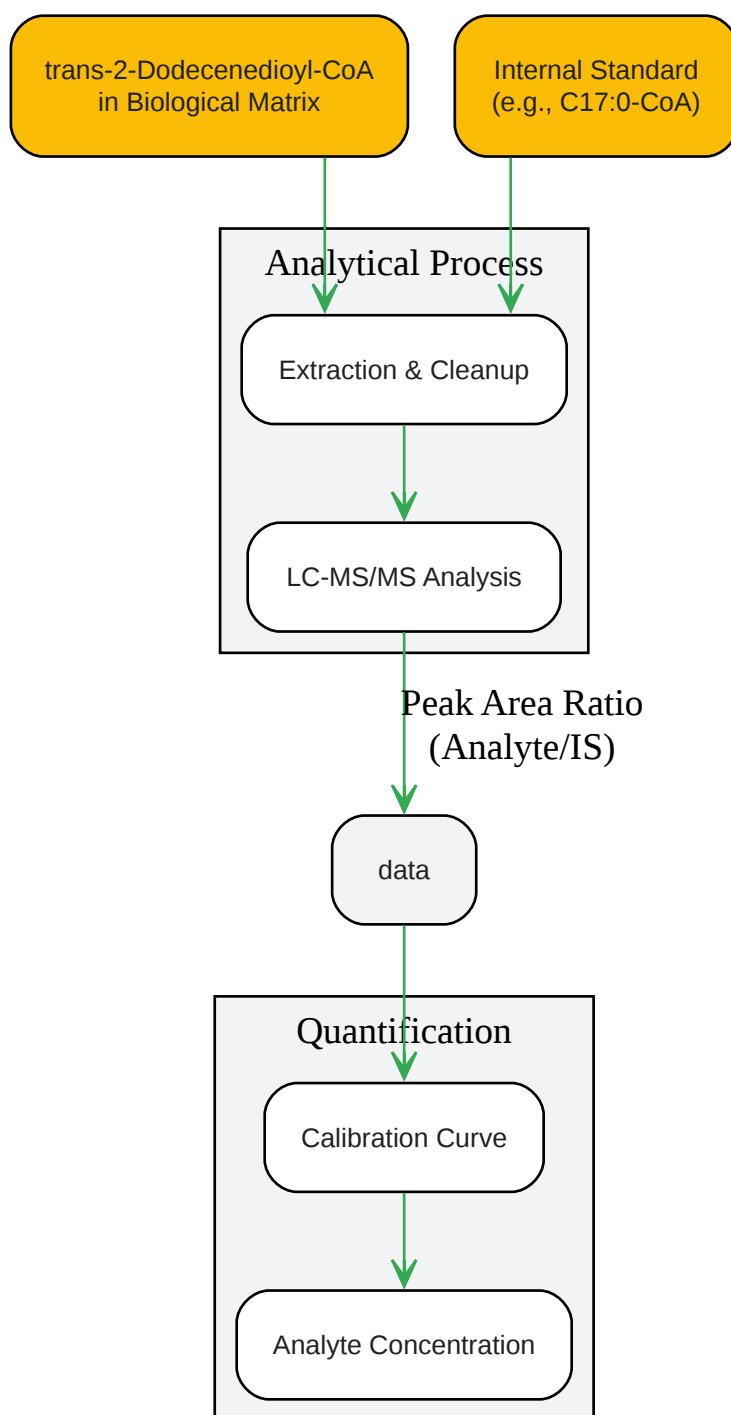 trans-2-Dodecenedioyl-CoA
in Biological Matrix
Internal Standard
(e.g., C17:0-CoA)
Analytical Process
Extraction & Cleanup
LC-MS/MS Analysis
Peak Area Ratio
(Analyte/IS)
data
Quantification
Calibration Curve
Analyte Concentration